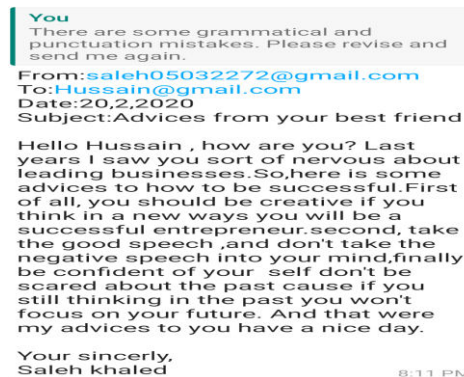 You
There are some grammatical and
punctuation mistakes. Please revise and
send me again.
From:saleh05032272@gmail.com
To:Hussain@gmail.com
Date:20,2,2020
Subject:Advices from your best friend
Hello Hussain , how are you? Last
years I saw you sort of nervous about
leading businesses.So,here is some
advices to how to be successful.First
of all, you should be creative if you
think in a new ways you will be a
successful entrepreneur.second, take
the good speech ,and don't take the
negative speech into your mind,finally
be confident of your  self don't be
scared about the past cause if you
still thinking in the past you won't
focus on your future. And that were
my advices to you have a nice day.
Your sincerly,
Saleh khaled
8:11 PM